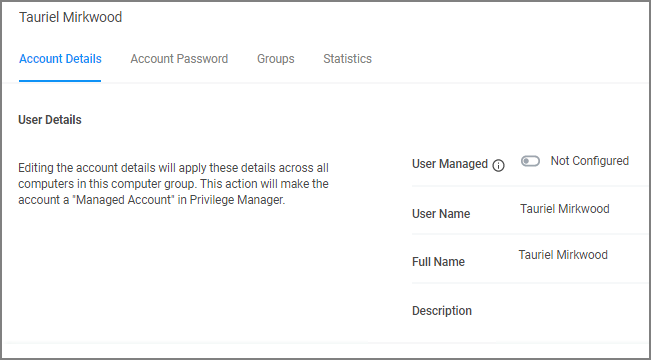 Tauriel Mirkwood
Account Details Account Password Groups Statistics
User Details
Editing the account details will apply these details across all
computers in this computer group. This action will make the
account a "Managed Account" in Privilege Manager.
User Managed Not Configured
User Name Tauriel Mirkwood
Full Name Tauriel Mirkwood
Description